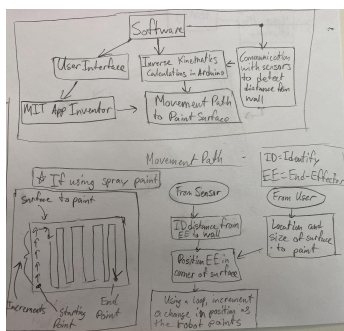 Software
User Interface
Inverse Kinematics
Calculations in Arduino
Communication
with sensors to
detect
distance from
wall
MIT App Inventor
Movement Path
to Paint Surface
Movement Path -
ID=Identify
EE=End-Effector
If using spray paint
Surface to paint
Increments
Starting
Point
End
Point
From Sensor
ID distance from
EE to wall
Position EE in
corner of surface
Using a loop, increment
a change in position as
the robot paints
From User
Location and
size of surface
to paint